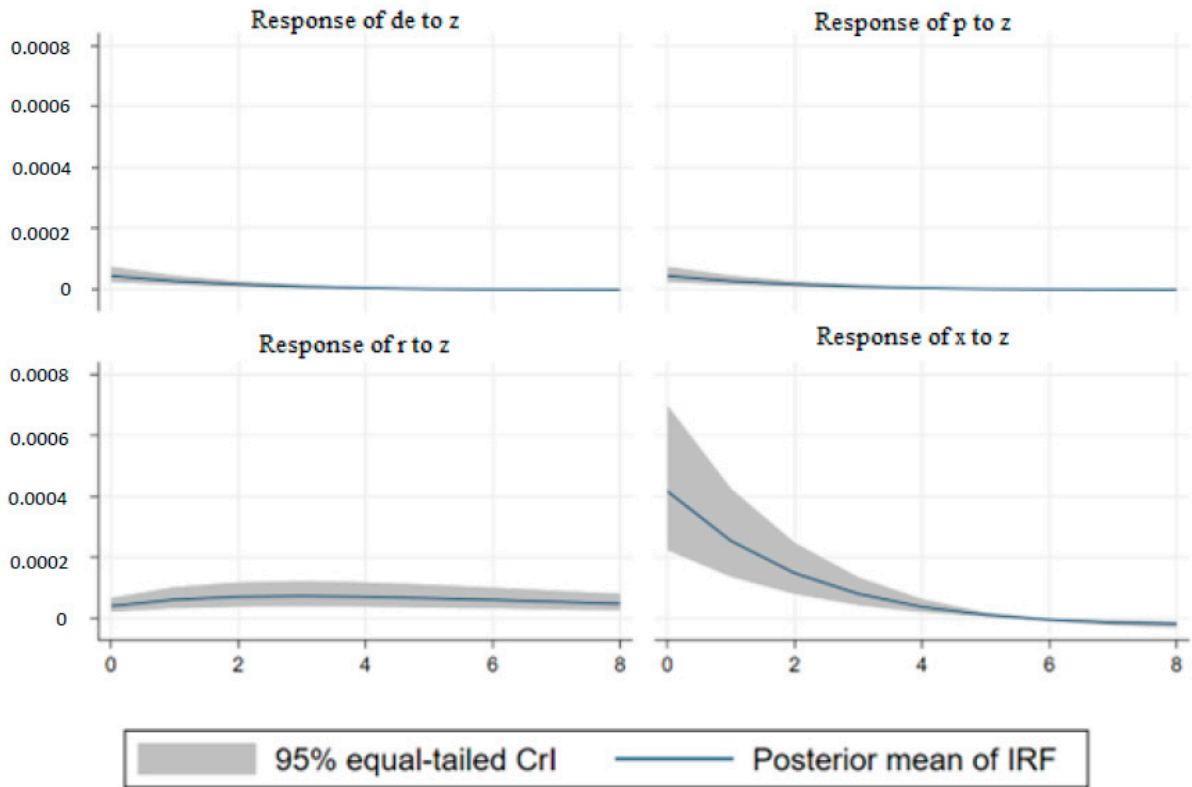 Response of de to z
Response of p to z
0.0008
0.0006
0.0004
0.0002
0
Response of r to z
Response of x to z
0.0008
0.0006
0.0004
0.0002
0
0 2 4 6 8
0 2 4 6 8
95% equal-tailed CrI
Posterior mean of IRF